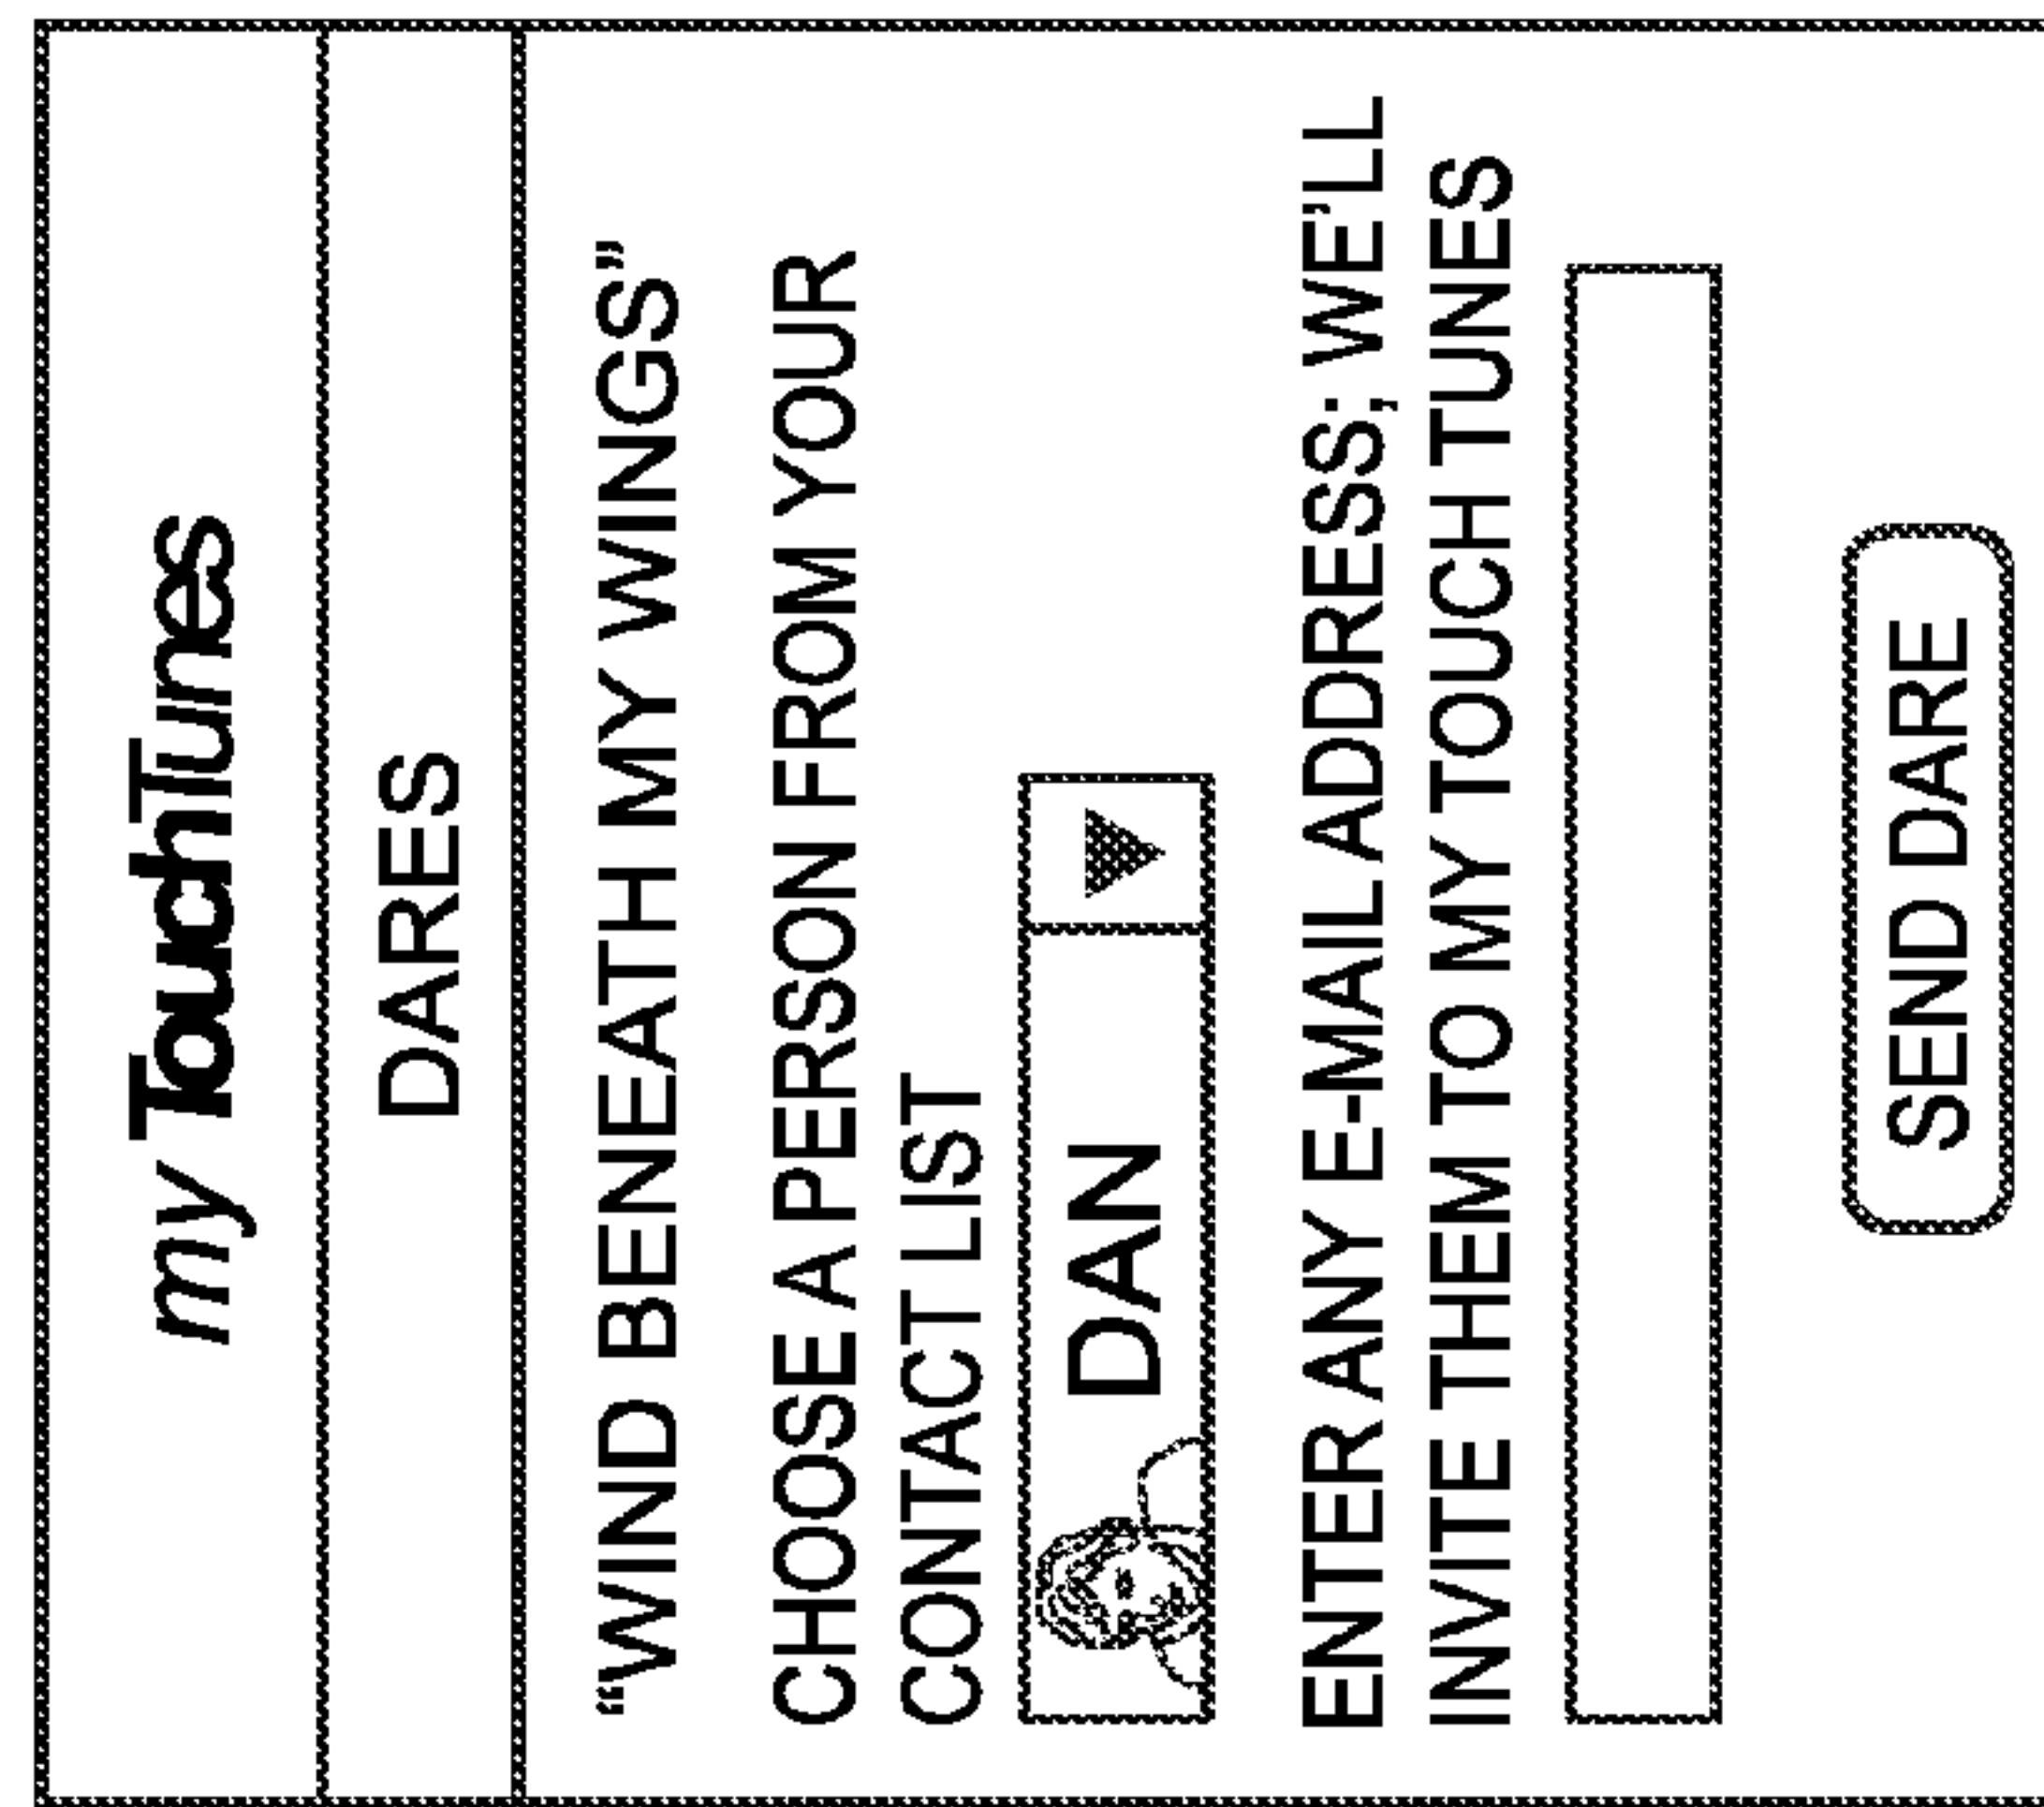 my TouchTunes
DARES
“WIND BENEATH MY WINGS”
CHOOSE A PERSON FROM YOUR
CONTACT LIST
DAN
ENTER ANY E-MAIL ADDRESS; WE’LL
INVITE THEM TO MY TOUCH TUNES
SEND DARE